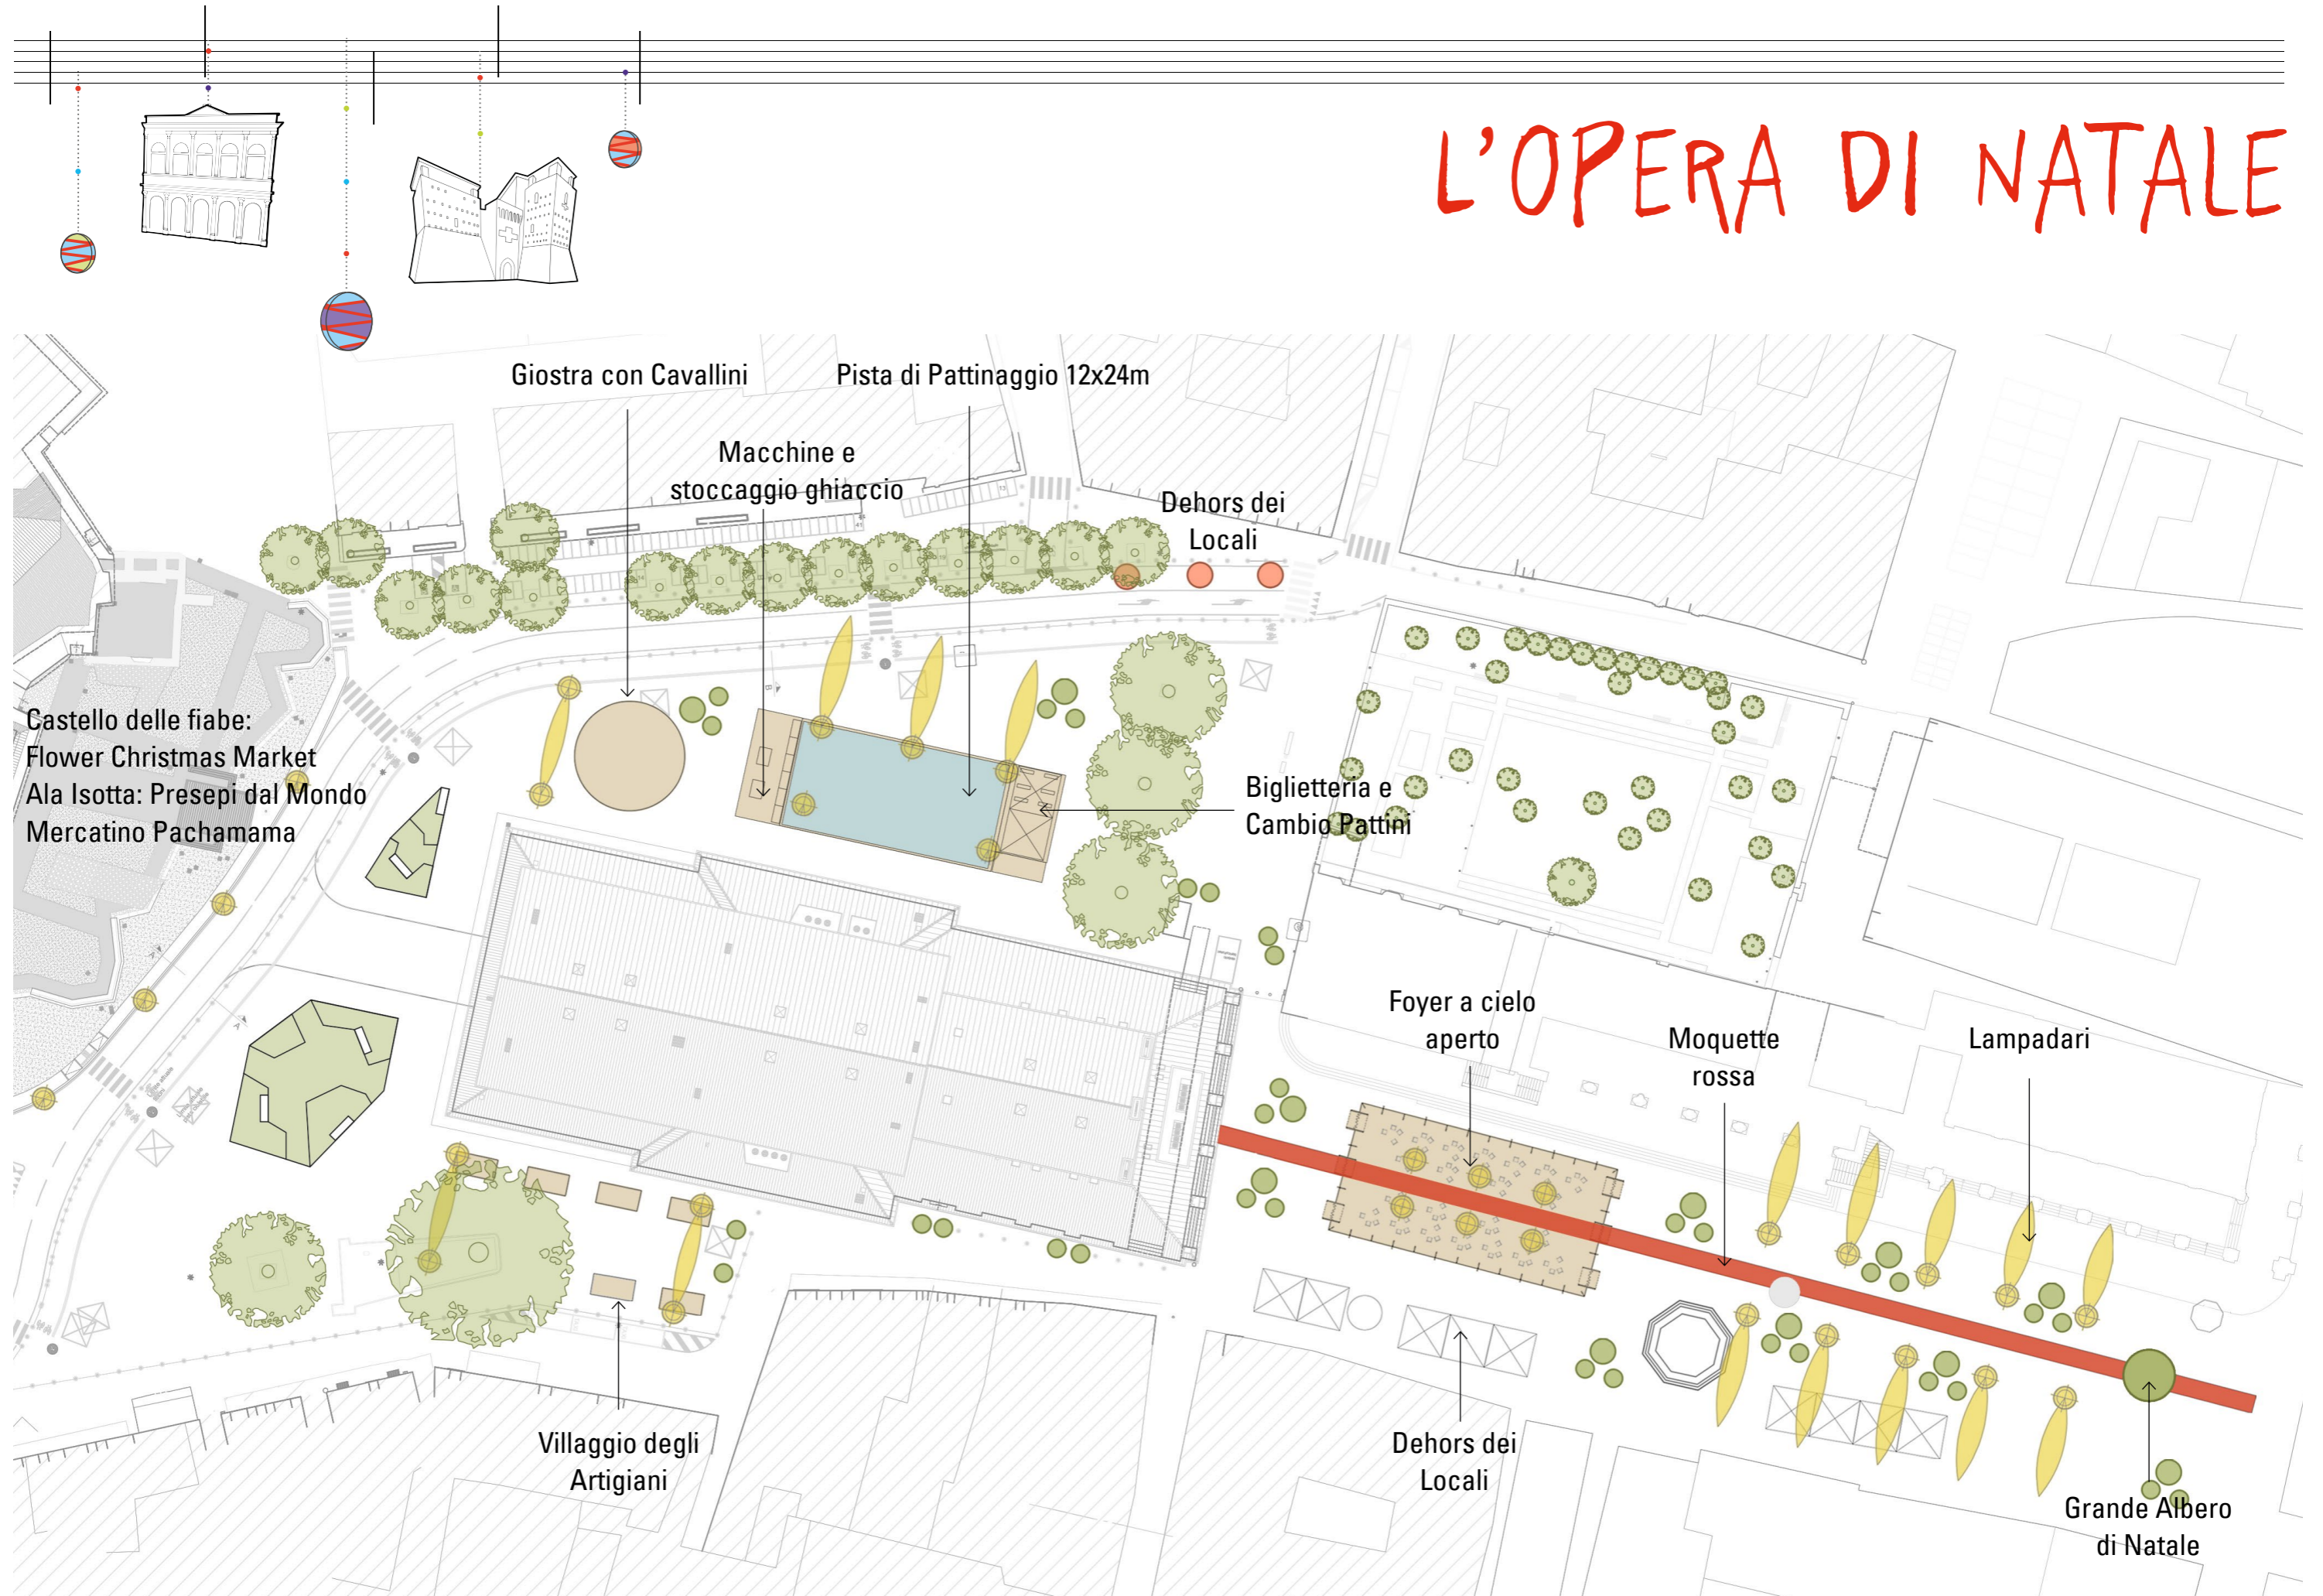 L'OPERA DI NATALE
Giostra con Cavallini
Pista di Pattinaggio 12x24m
Macchine e
stoccaggio ghiaccio
Dehors dei
Locali
Castello delle fiabe:
Flower Christmas Market
Ala Isotta: Presepi dal Mondo
Mercatino Pachamama
Biglietteria e
Cambio Pattini
Foyer a cielo
aperto
Moquette
rossa
Lampadari
Villaggio degli
Artigiani
Dehors dei
Locali
Grande Albero
di Natale